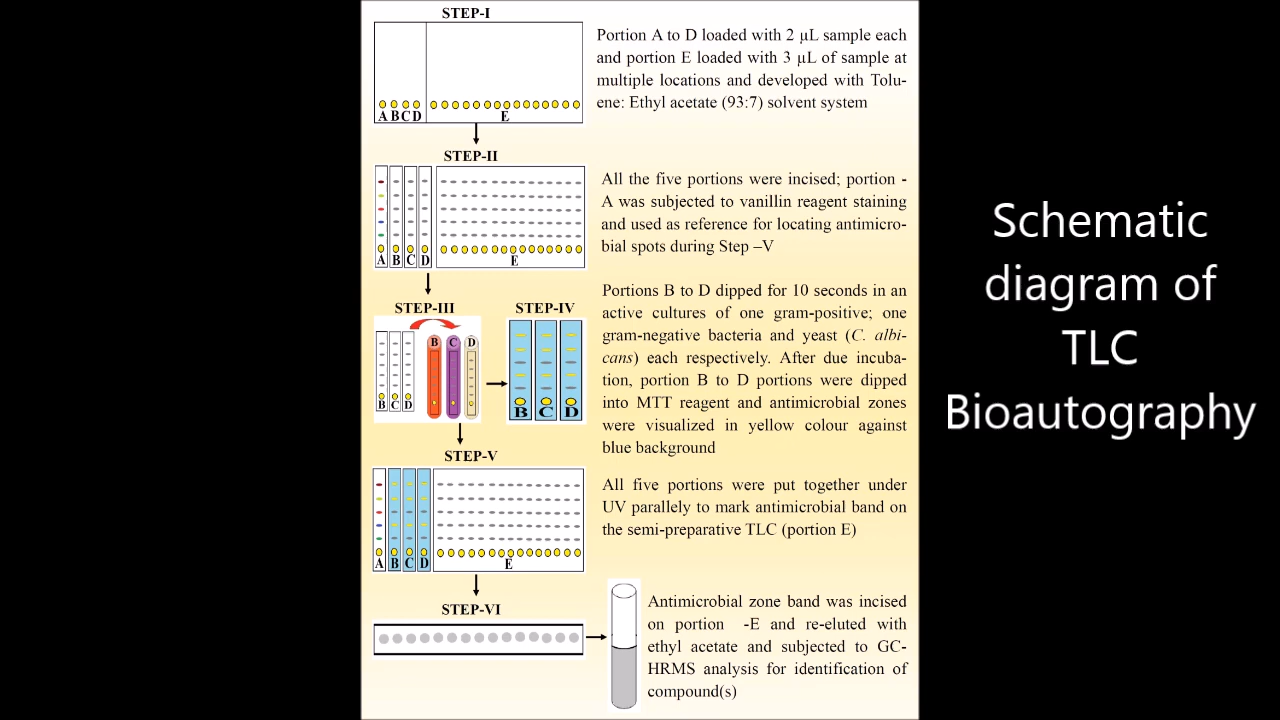 STEP-I
Portion A to D loaded with 2 µL sample each
and portion E loaded with 3 µL of sample at
multiple locations and developed with Tolu-
ene: Ethyl acetate (93:7) solvent system
A B C D E
STEP-II
All the five portions were incised; portion -
A was subjected to vanillin reagent staining
and used as reference for locating antimicro-
bial spots during Step –V
A B C D E
STEP-III
STEP-IV
Portions B to D dipped for 10 seconds in an
active cultures of one gram-positive; one
gram-negative bacteria and yeast (C. albi-
cans) each respectively. After due incuba-
tion, portion B to D portions were dipped
into MTT reagent and antimicrobial zones
were visualized in yellow colour against
blue background
B C D
B C D
B C D
STEP-V
All five portions were put together under
UV parallely to mark antimicrobial band on
the semi-preparative TLC (portion E)
A B C D E
STEP-VI
Antimicrobial zone band was incised
on portion -E and re-eluted with
ethyl acetate and subjected to GC-
HRMS analysis for identification of
compound(s)
Schematic
diagram of
TLC
Bioautography